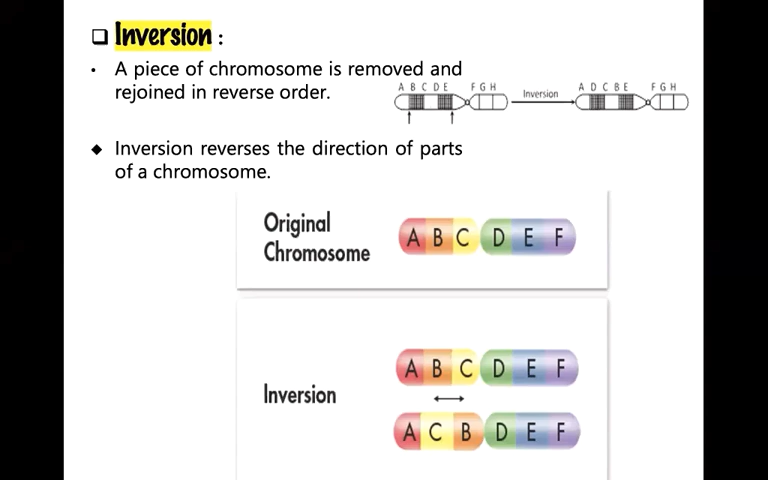 Inversion :
• A piece of chromosome is removed and
rejoined in reverse order.
A B C D E F G H
Inversion
A D C B E F G H
◆ Inversion reverses the direction of parts
of a chromosome.
Original
Chromosome
A B C D E F
Inversion
A B C D E F
A C B D E F